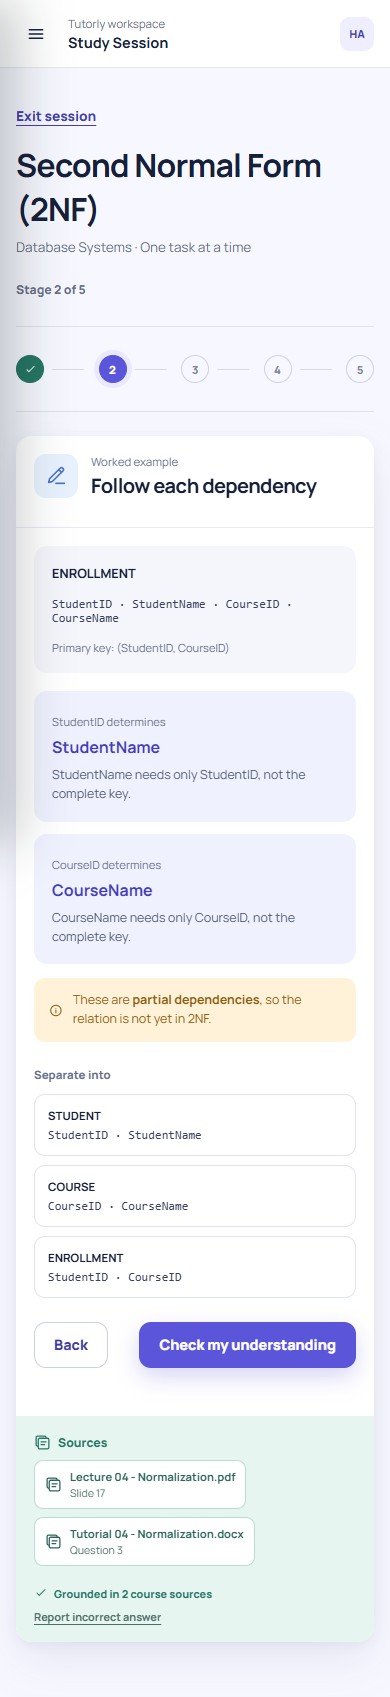 Tutorly workspace
Study Session
HA
Exit session
Second Normal Form
(2NF)
Database Systems · One task at a time
Stage 2 of 5
2
3
4
5
Worked example
Follow each dependency
ENROLLMENT
StudentID · StudentName · CourseID ·
CourseName
Primary key: (StudentID, CourseID)
StudentID determines
StudentName
StudentName needs only StudentID, not the
complete key.
CourseID determines
CourseName
CourseName needs only CourseID, not the
complete key.
These are partial dependencies, so the
relation is not yet in 2NF.
Separate into
STUDENT
StudentID · StudentName
COURSE
CourseID · CourseName
ENROLLMENT
StudentID · CourseID
Back
Check my understanding
Sources
Lecture 04 - Normalization.pdf
Slide 17
Tutorial 04 - Normalization.docx
Question 3
Grounded in 2 course sources
Report incorrect answer